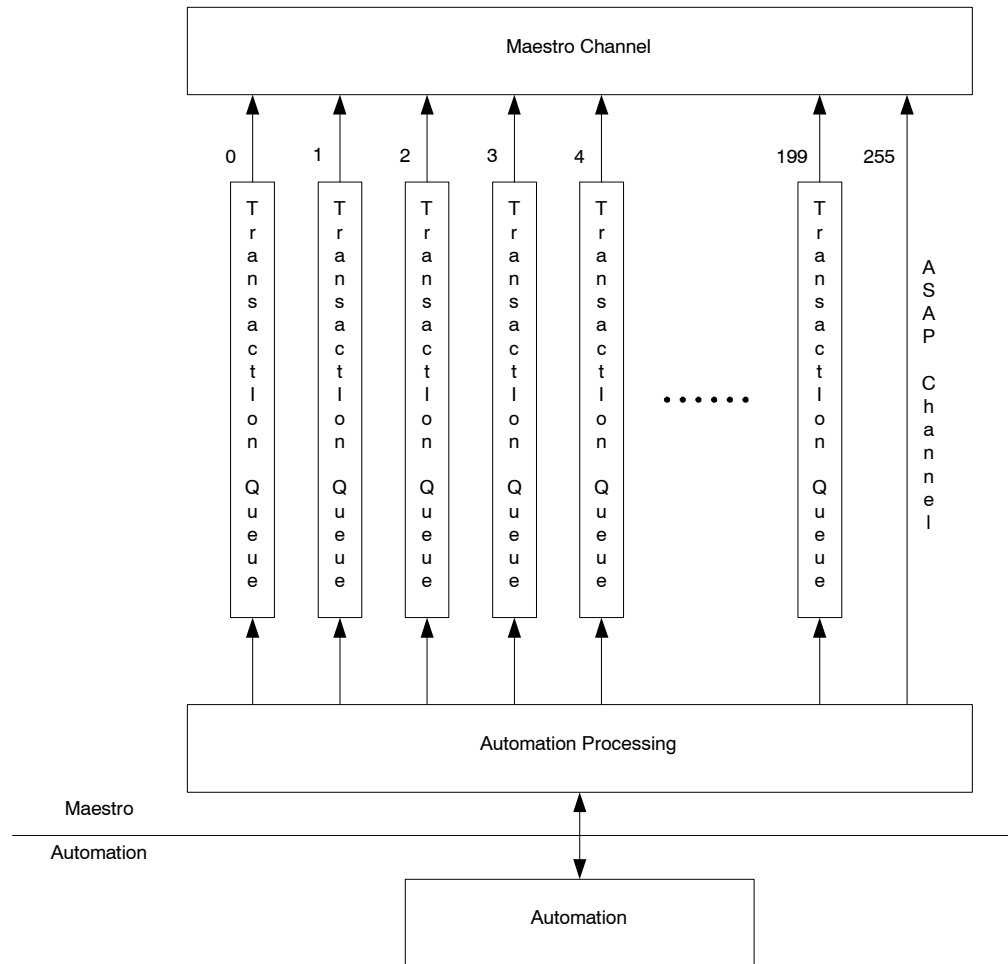 Maestro Channel
0
1
2
3
4
199
255
TransactIon Queue
TransactIon Queue
TransactIon Queue
TransactIon Queue
TransactIon Queue
TransactIon Queue
ASAP Channel
......
Automation Processing
Maestro
Automation
Automation